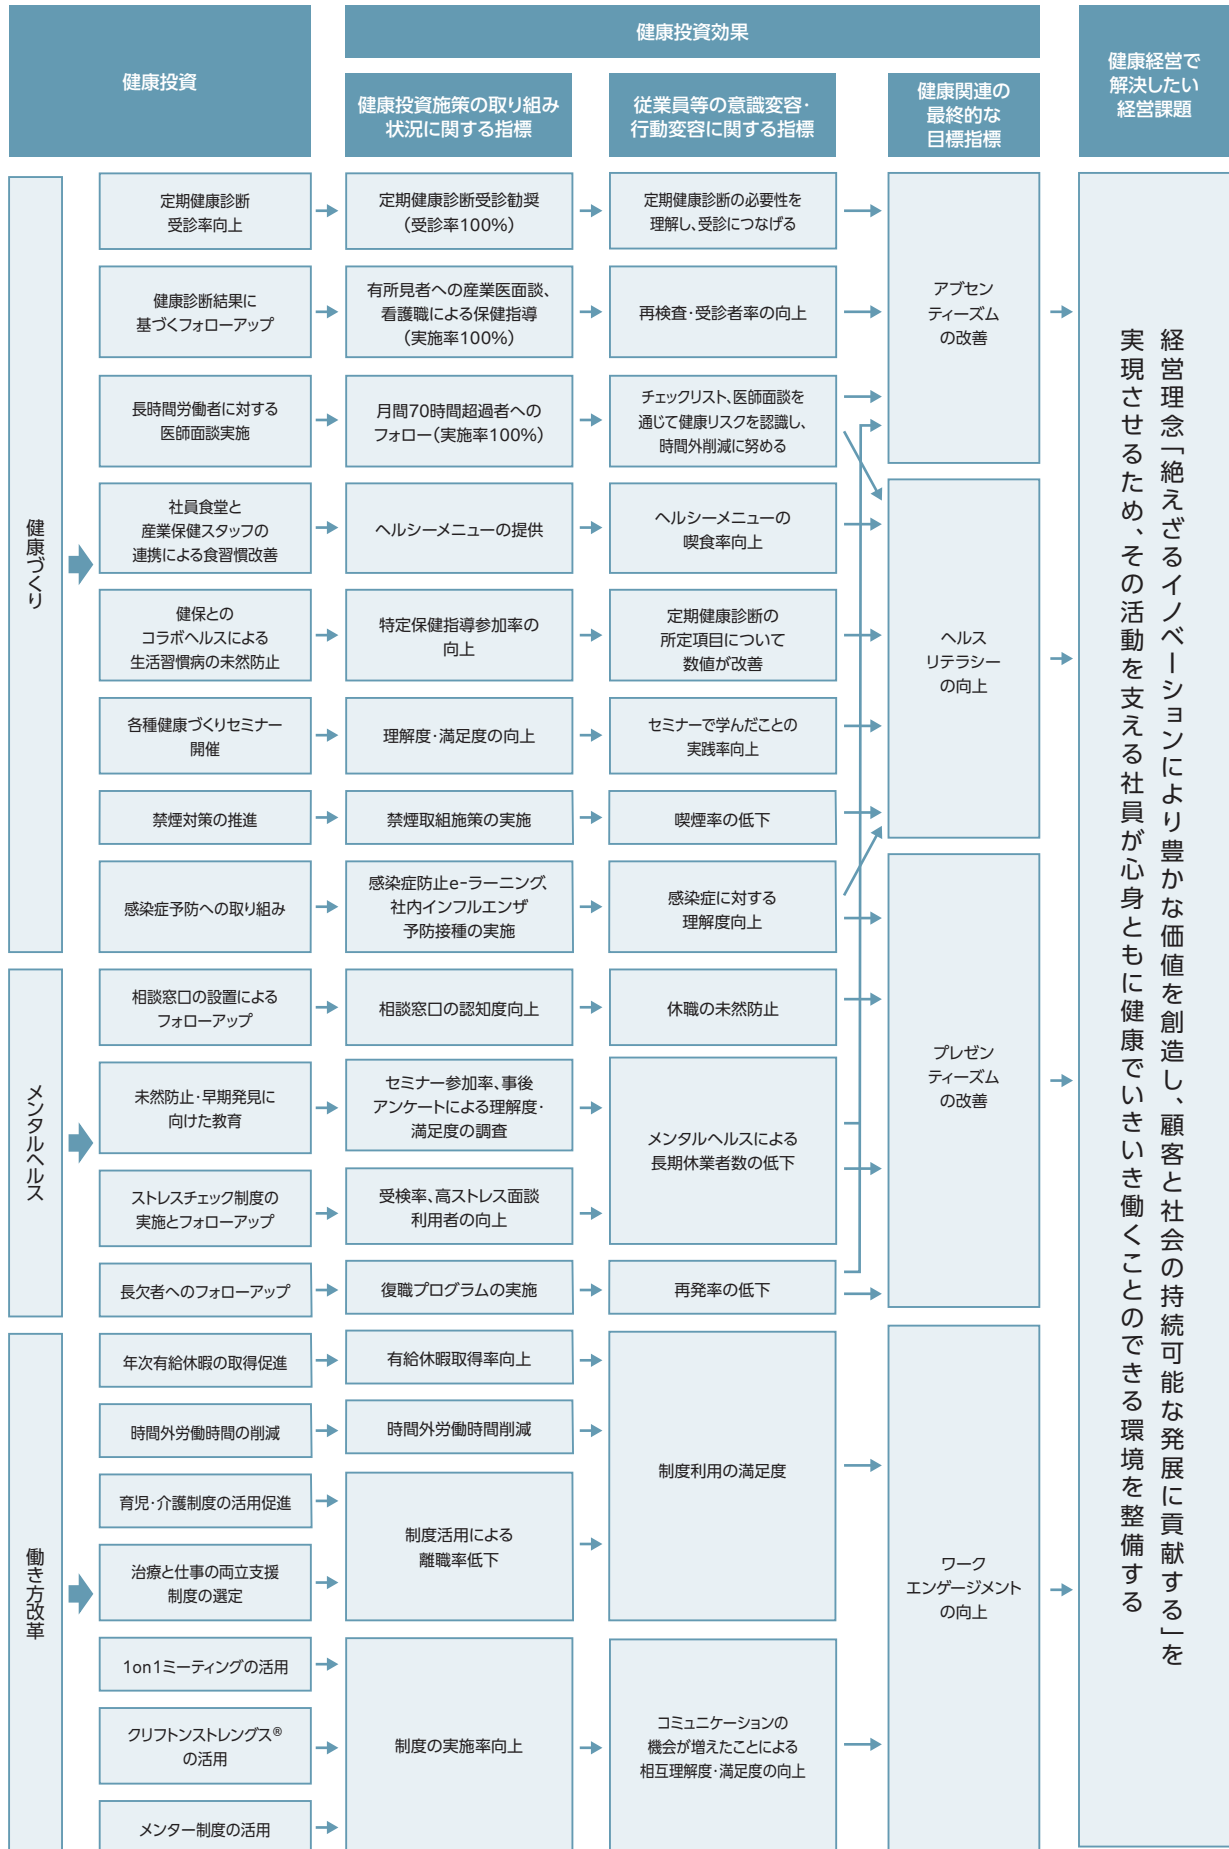 健康投資
健康投資効果
健康投資施策の取り組み
状況に関する指標
従業員等の意識変容・
行動変容に関する指標
健康関連の
最終的な
目標指標
健康経営で
解決したい
経営課題
健康づくり
定期健康診断
受診率向上
定期健康診断受診勧奨
(受診率100%)
定期健康診断の必要性を
理解し、受診につなげる
健康診断結果に
基づくフォローアップ
有所見者への産業医面談、
看護職による保健指導
(実施率100%)
再検査・受診者率の向上
長時間労働者に対する
医師面談実施
月間70時間超過者への
フォロー(実施率100%)
チェックリスト、医師面談を
通じて健康リスクを認識し、
時間外削減に努める
社員食堂と
産業保健スタッフの
連携による食習慣改善
ヘルシーメニューの提供
ヘルシーメニューの
喫食率向上
健保との
コラボヘルスによる
生活習慣病の未然防止
特定保健指導参加率の
向上
定期健康診断の
所定項目について
数値が改善
各種健康づくりセミナー
開催
理解度・満足度の向上
セミナーで学んだことの
実践率向上
禁煙対策の推進
禁煙取組施策の実施
喫煙率の低下
感染症予防への取り組み
感染症防止e-ラーニング、
社内インフルエンザ
予防接種の実施
感染症に対する
理解度向上
メンタルヘルス
相談窓口の設置による
フォローアップ
相談窓口の認知度向上
休職の未然防止
未然防止・早期発見に
向けた教育
セミナー参加率、事後
アンケートによる理解度・
満足度の調査
メンタルヘルスによる
長期休業者数の低下
ストレスチェック制度の
実施とフォローアップ
受検率、高ストレス面談
利用者の向上
長欠者へのフォローアップ
復職プログラムの実施
再発率の低下
働き方改革
年次有給休暇の取得促進
有給休暇取得率向上
時間外労働時間の削減
時間外労働時間削減
制度利用の満足度
育児・介護制度の活用促進
制度活用による
離職率低下
治療と仕事の両立支援
制度の選定
1on1ミーティングの活用
クリフトンストレングス®
の活用
制度の実施率向上
コミュニケーションの
機会が増えたことによる
相互理解度・満足度の向上
メンター制度の活用
アブセン
ティーズム
の改善
ヘルス
リテラシー
の向上
プレゼン
ティーズム
の改善
ワーク
エンゲージメント
の向上
経営理念「絶えざるイノベーションにより豊かな価値を創造し、顧客と社会の持続可能な発展に貢献する」を
実現させるため、その活動を支える社員が心身ともに健康でいきいき働くことのできる環境を整備する